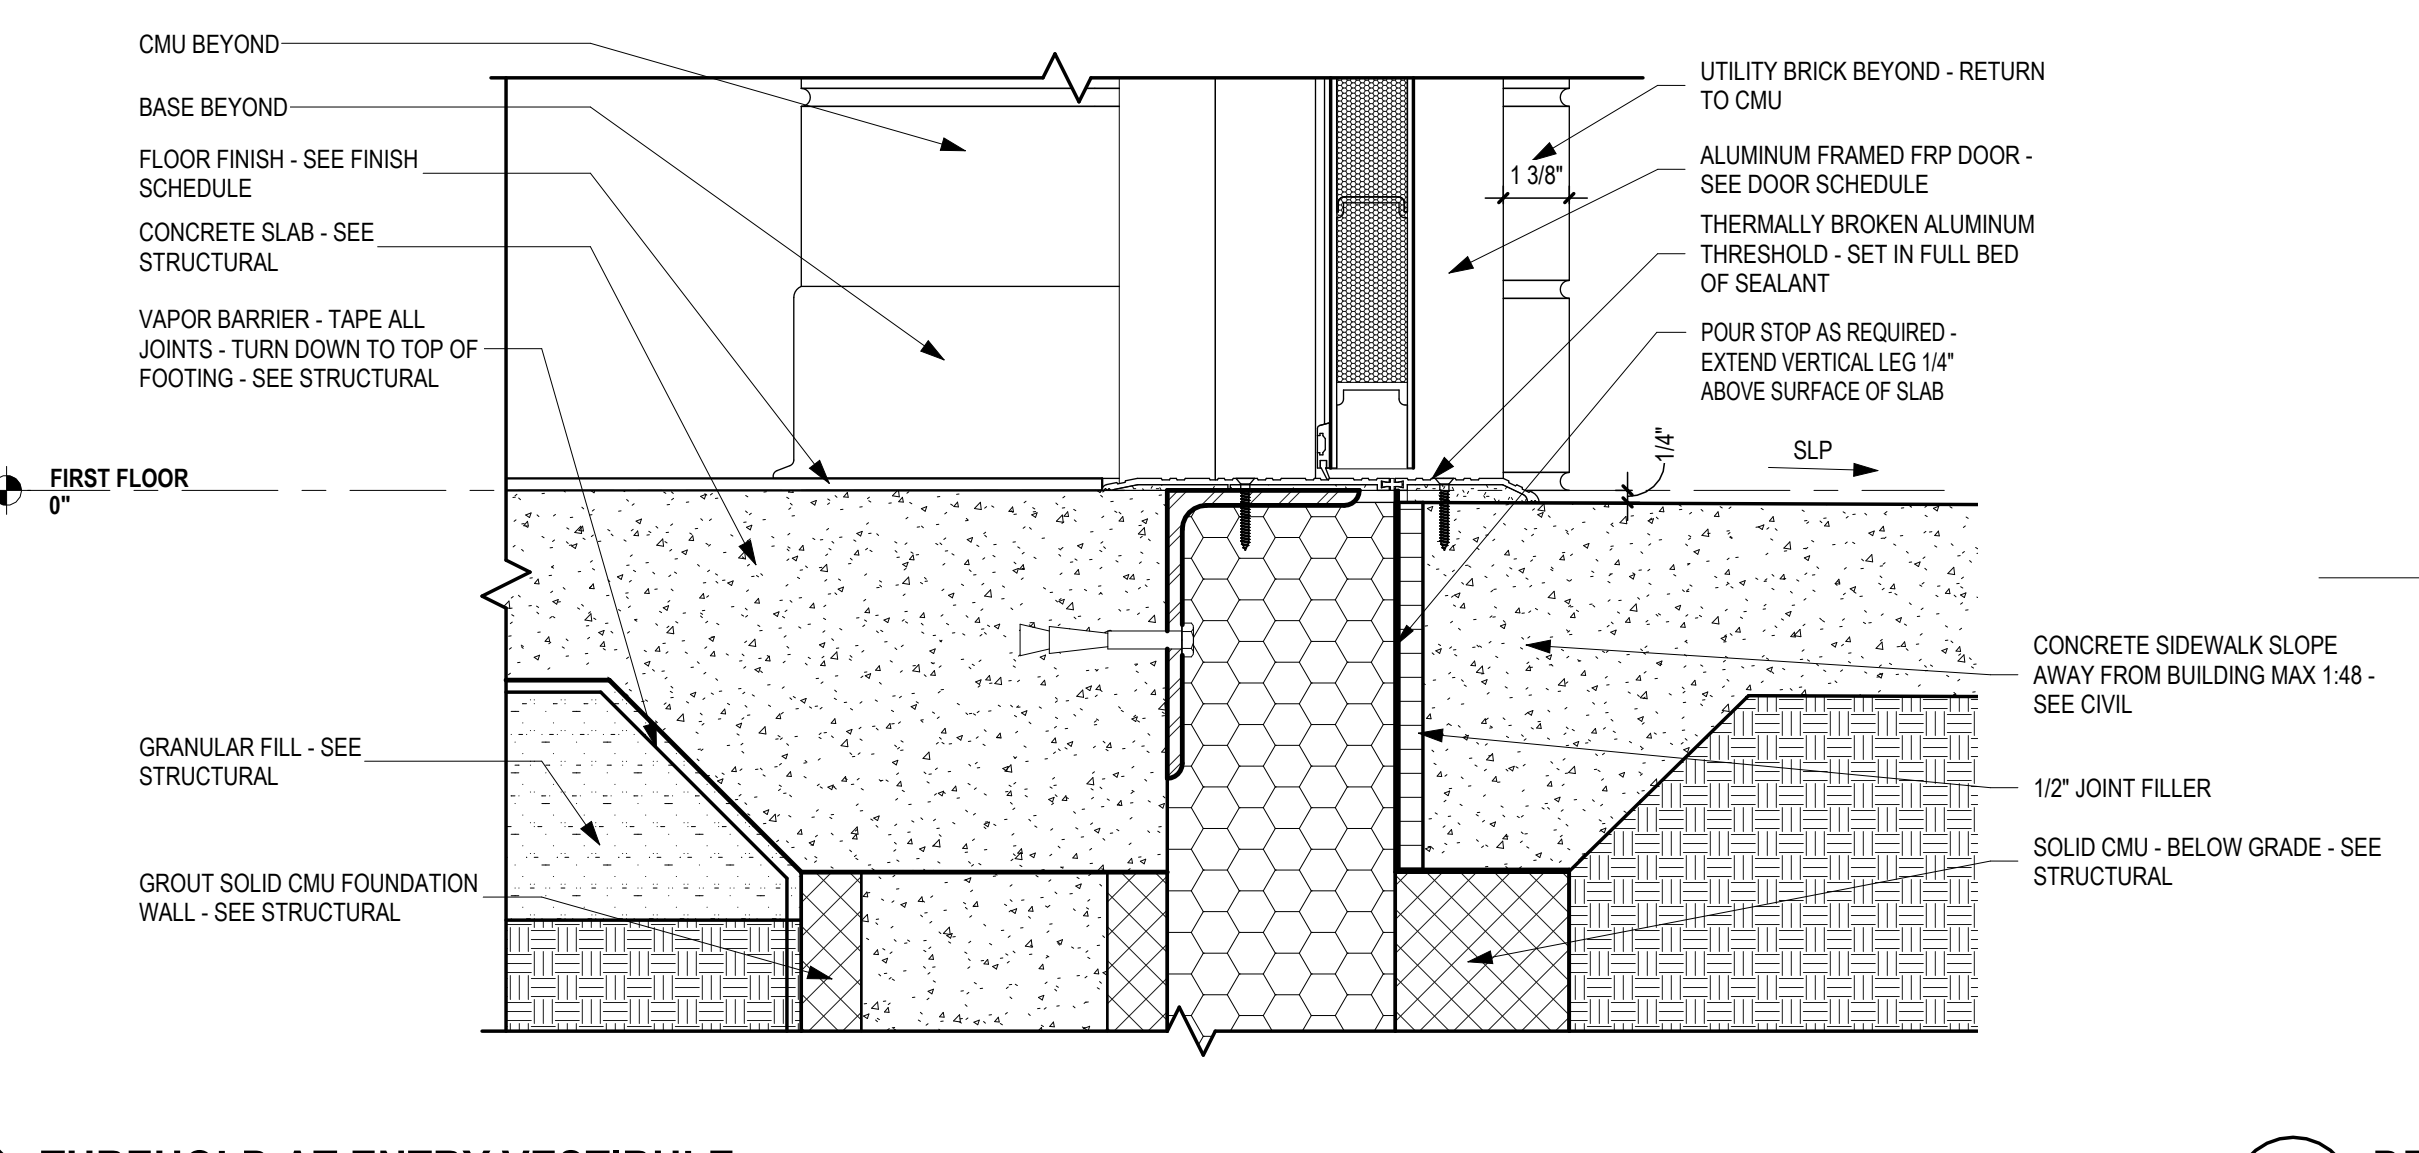 CMU BEYOND
BASE BEYOND
FLOOR FINISH - SEE FINISH
SCHEDULE
CONCRETE SLAB - SEE
STRUCTURAL
VAPOR BARRIER - TAPE ALL
JOINTS - TURN DOWN TO TOP OF
FOOTING - SEE STRUCTURAL
FIRST FLOOR
0"
GRANULAR FILL - SEE
STRUCTURAL
GROUT SOLID CMU FOUNDATION
WALL - SEE STRUCTURAL
UTILITY BRICK BEYOND - RETURN
TO CMU
1 3/8"
ALUMINUM FRAMED FRP DOOR -
SEE DOOR SCHEDULE
THERMALLY BROKEN ALUMINUM
THRESHOLD - SET IN FULL BED
OF SEALANT
POUR STOP AS REQUIRED -
EXTEND VERTICAL LEG 1/4"
ABOVE SURFACE OF SLAB
1/4"
SLP
CONCRETE SIDEWALK SLOPE
AWAY FROM BUILDING MAX 1:48 -
SEE CIVIL
1/2" JOINT FILLER
SOLID CMU - BELOW GRADE - SEE
STRUCTURAL
AT ENTRY VESTIBULE